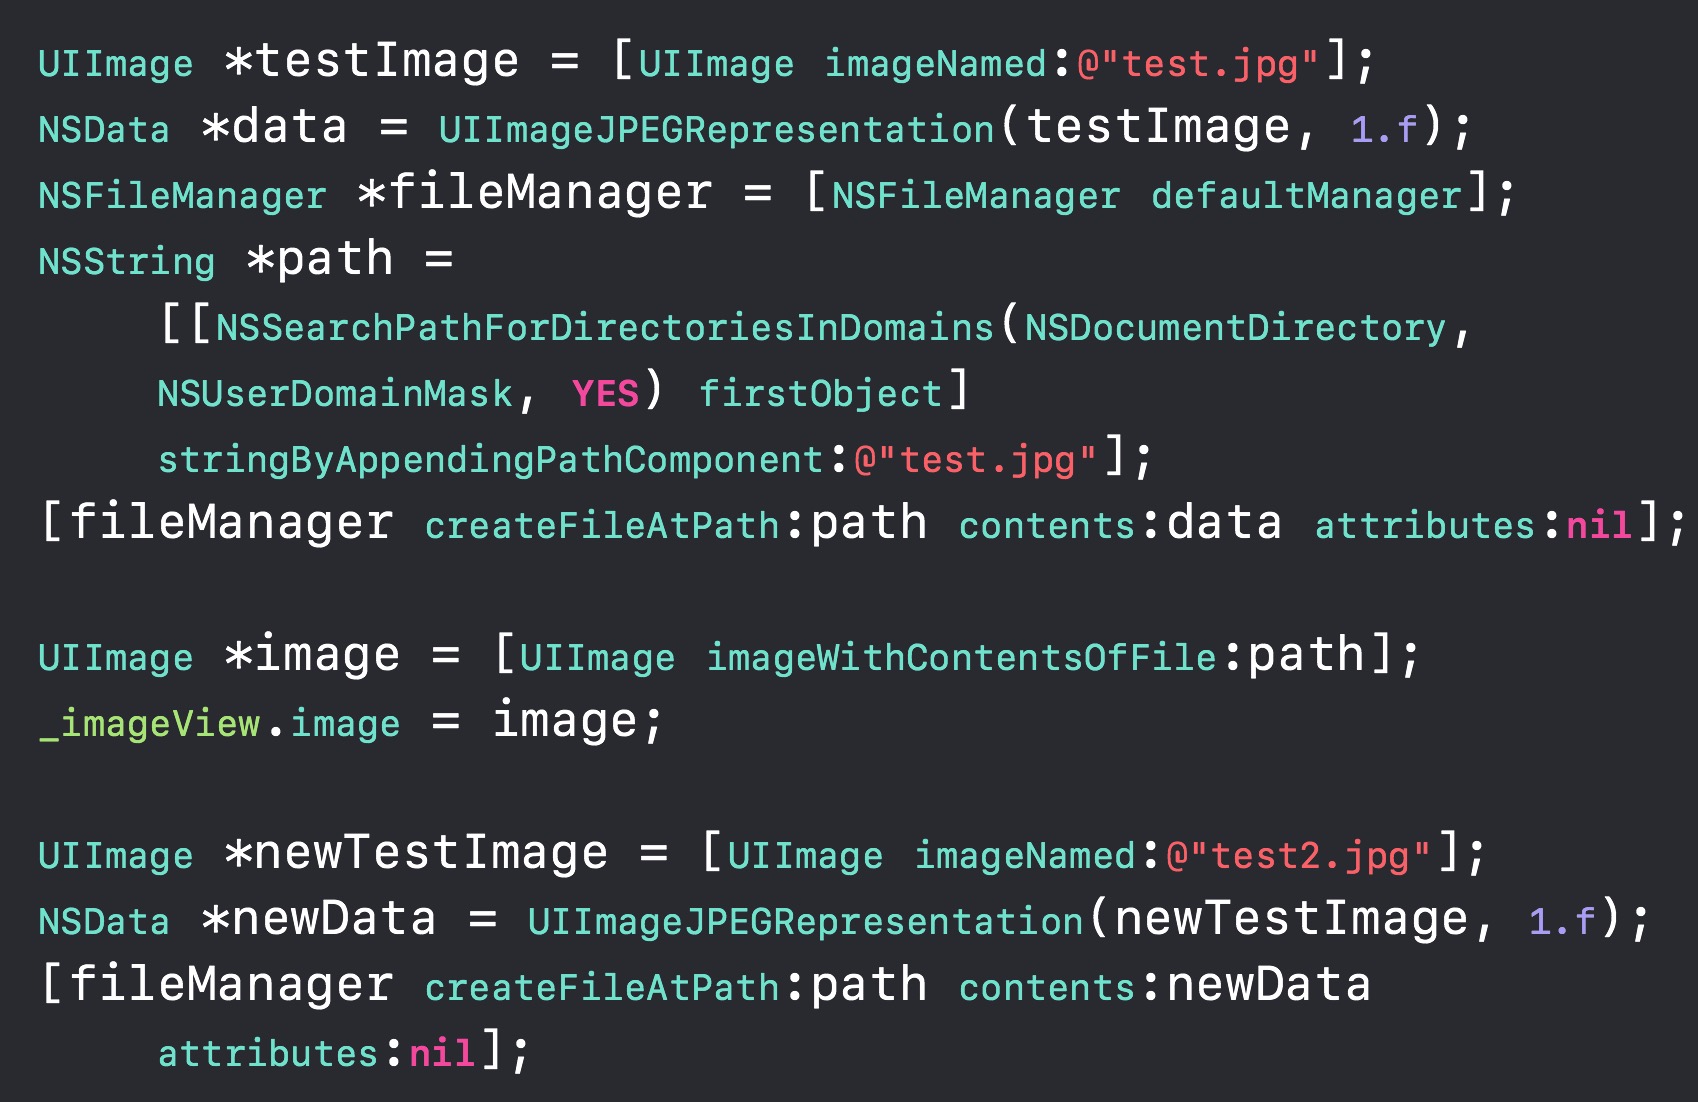 UIImage *testImage = [UIImage imageNamed:@"test.jpg"];
NSData *data = UIImageJPEGRepresentation(testImage, 1.f);
NSFileManager *fileManager = [NSFileManager defaultManager];
NSString *path =
[[NSSearchPathForDirectoriesInDomains(NSDocumentDirectory,
NSUserDomainMask, YES) firstObject]
stringByAppendingPathComponent:@"test.jpg"];
[fileManager createFileAtPath:path contents:data attributes:nil];
UIImage *image = [UIImage imageWithContentsOfFile:path];
_imageView.image = image;
UIImage *newTestImage = [UIImage imageNamed:@"test2.jpg"];
NSData *newData = UIImageJPEGRepresentation(newTestImage, 1.f);
[fileManager createFileAtPath:path contents:newData
attributes:nil];